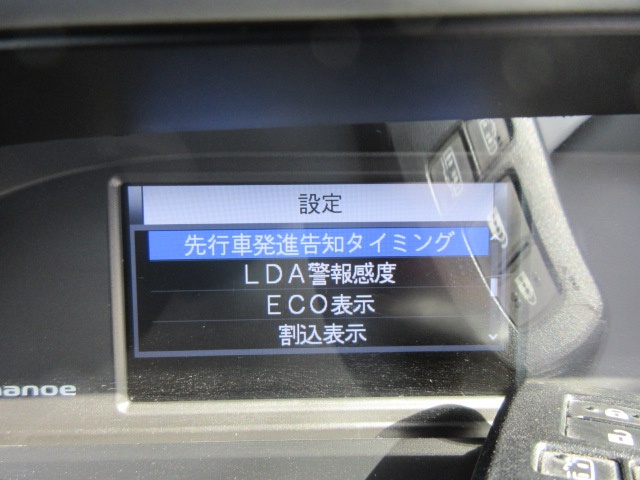 設定
先行車発進告知タイミング
LDA警報感度
ECO表示
割込表示
nanoe